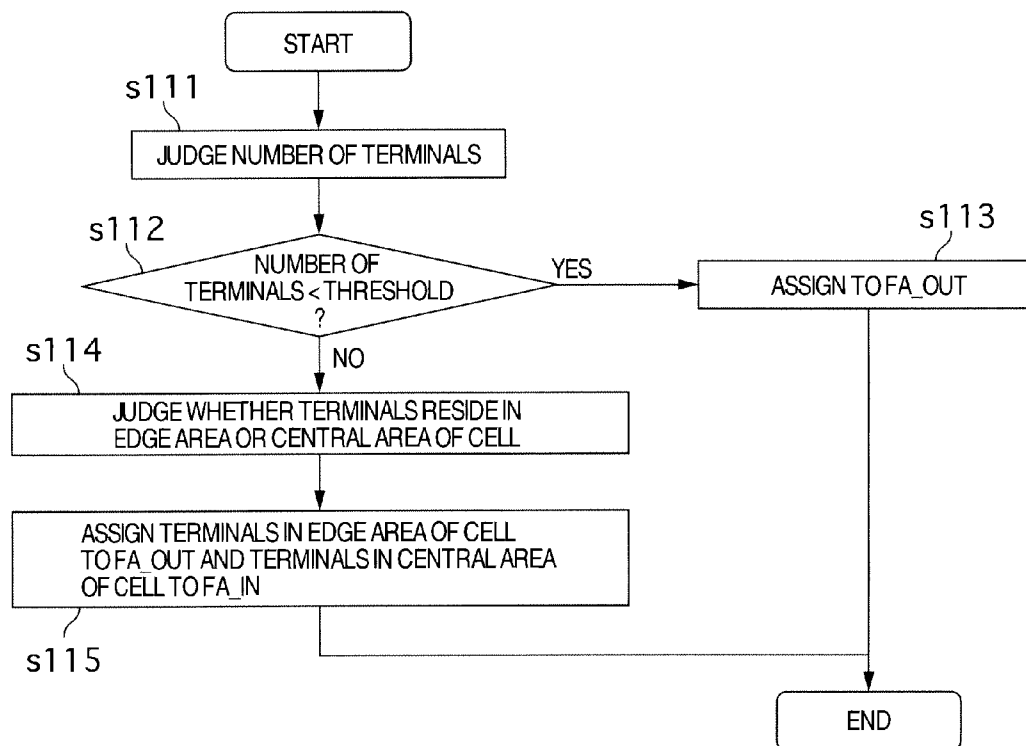 START
s111
JUDGE NUMBER OF TERMINALS
s112
NUMBER OF
TERMINALS < THRESHOLD
?
YES
s113
ASSIGN TO FA_OUT
NO
s114
JUDGE WHETHER TERMINALS RESIDE IN
EDGE AREA OR CENTRAL AREA OF CELL
ASSIGN TERMINALS IN EDGE AREA OF CELL
TO FA_OUT AND TERMINALS IN CENTRAL AREA
OF CELL TO FA_IN
s115
END